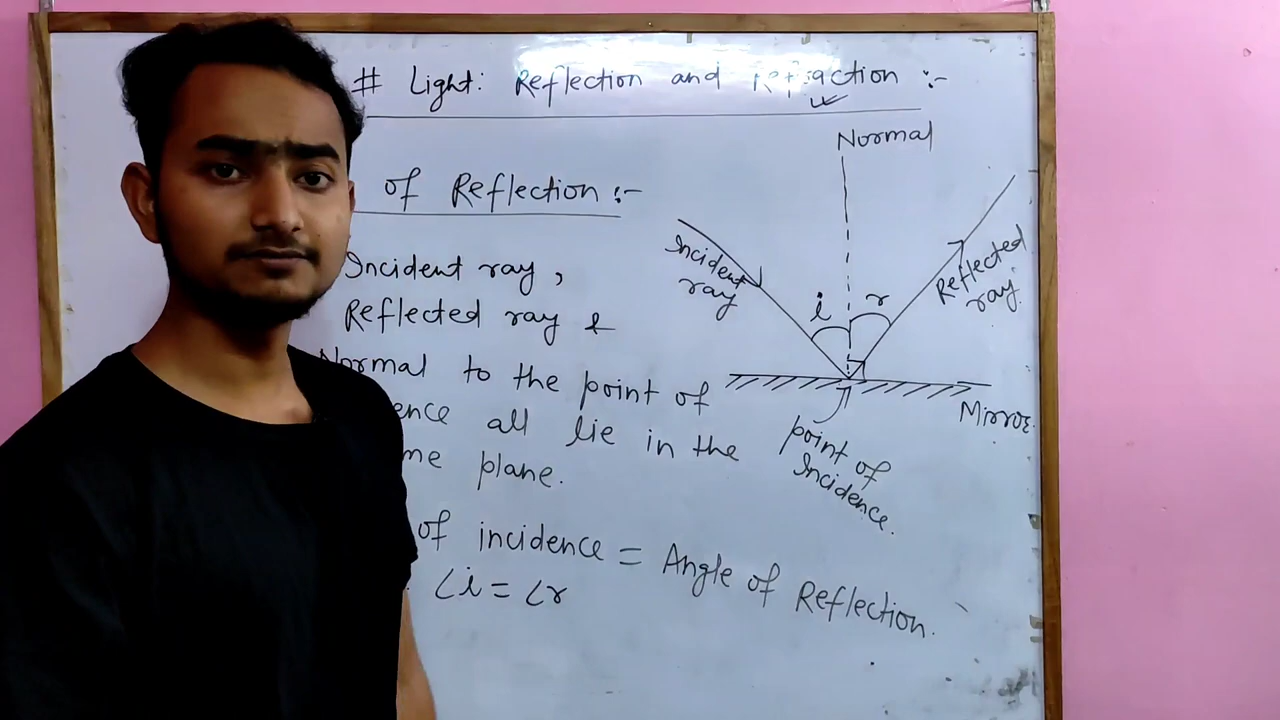 # Light: Reflection and Refraction :-
of Reflection :-
Incident ray ,
Reflected ray &
Normal to the point of
ence all lie in the
me plane.
of incidence = Angle of Reflection.
∠i = ∠r
Normal
Incident
ray
i
r
Reflected
ray.
Mirror
point of
Incidence.